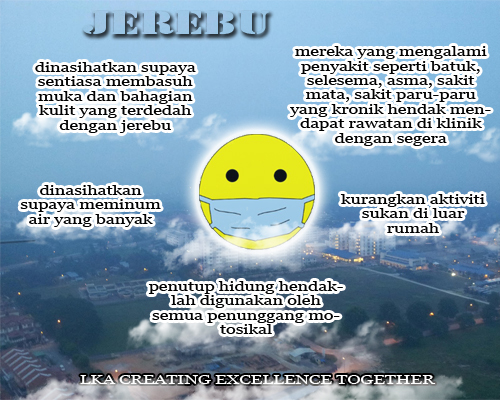 JEREBU
dinasihatkan supaya
sentiasa membasuh
muka dan bahagian
kulit yang terdedah
dengan jerebu
mereka yang mengalami
penyakit seperti batuk,
selesema, asma, sakit
mata, sakit paru-paru
yang kronik hendak men-
dapat rawatan di klinik
dengan segera
dinasihatkan
supaya meminum
air yang banyak
kurangkan aktiviti
sukan di luar
rumah
penutup hidung hendak-
lah digunakan oleh
semua penunggang mo-
tosikal
LKA CREATING EXCELLENCE TOGETHER